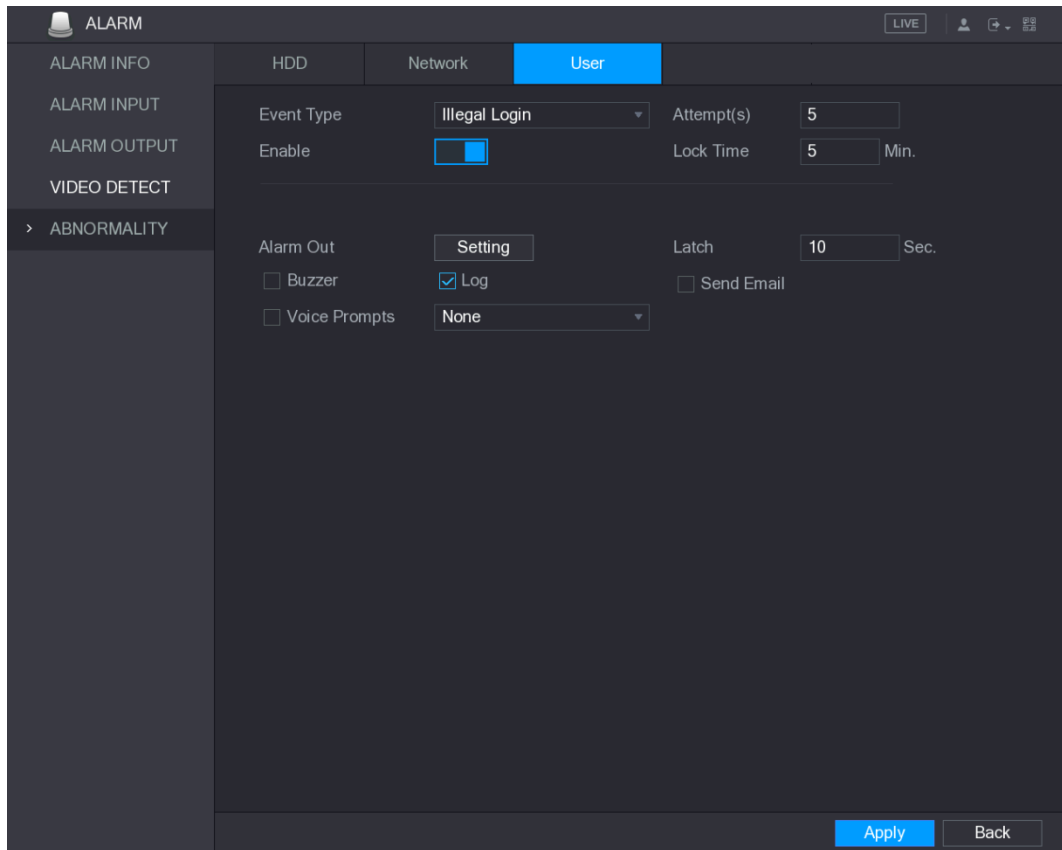 ALARM
LIVE
ALARM INFO
ALARM INPUT
ALARM OUTPUT
VIDEO DETECT
> ABNORMALITY
HDD Network User
Event Type Illegal Login Attempt(s) 5
Enable Lock Time 5 Min.
Alarm Out Setting Latch 10 Sec.
Buzzer Log Send Email
Voice Prompts None
Apply Back